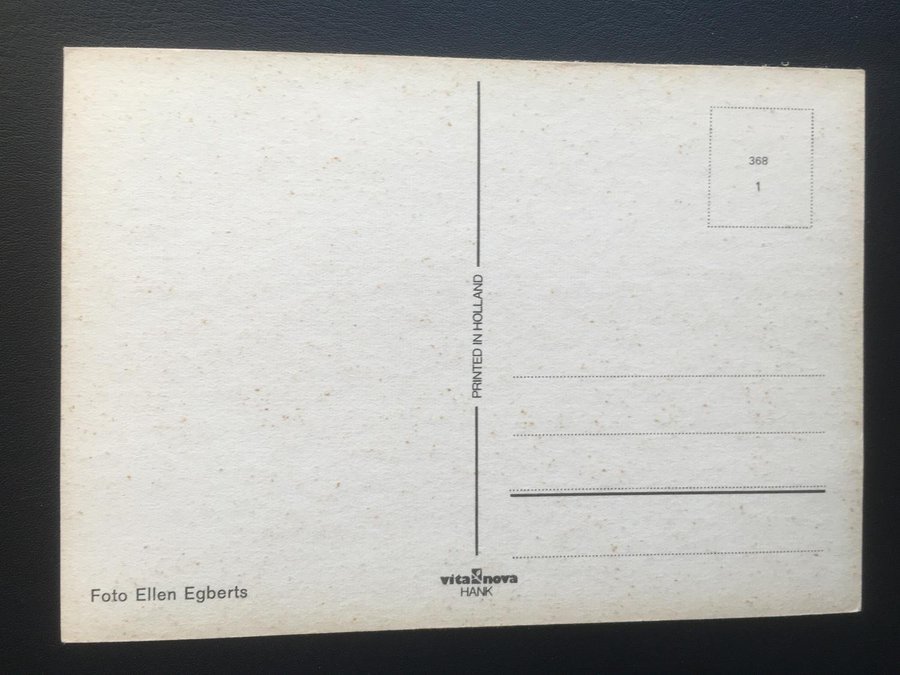 368
1
PRINTED IN HOLLAND
vita nova
HANK
Foto Ellen Egberts